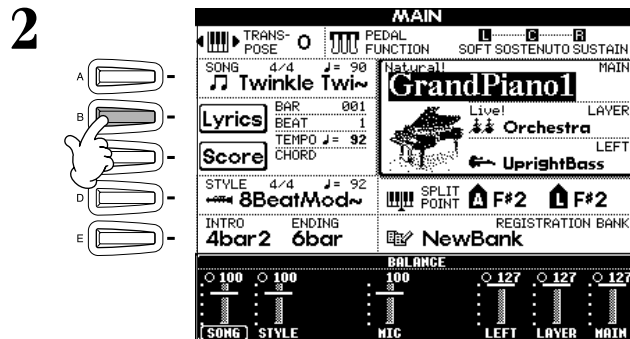 2
MAIN
TRANS-POSE 0
PEDAL FUNCTION
L C R
SOFT SOSTENUTO SUSTAIN
SONG 4/4 ♩= 90
Twinkle Twi~
Natural! MAIN
GrandPiano1
A
B
D
E
Lyrics
Score
BAR 001
BEAT 1
TEMPO ♩= 92
CHORD
Live! LAYER
Orchestra
LEFT
UprightBass
STYLE 4/4 ♩= 92
8BeatMod~
SPLIT POINT A F#2 L F#2
INTRO ENDING
4bar2 6bar
REGISTRATION BANK
NewBank
BALANCE
100 100 100 127 127 127
SONG STYLE MIC LEFT LAYER MAIN